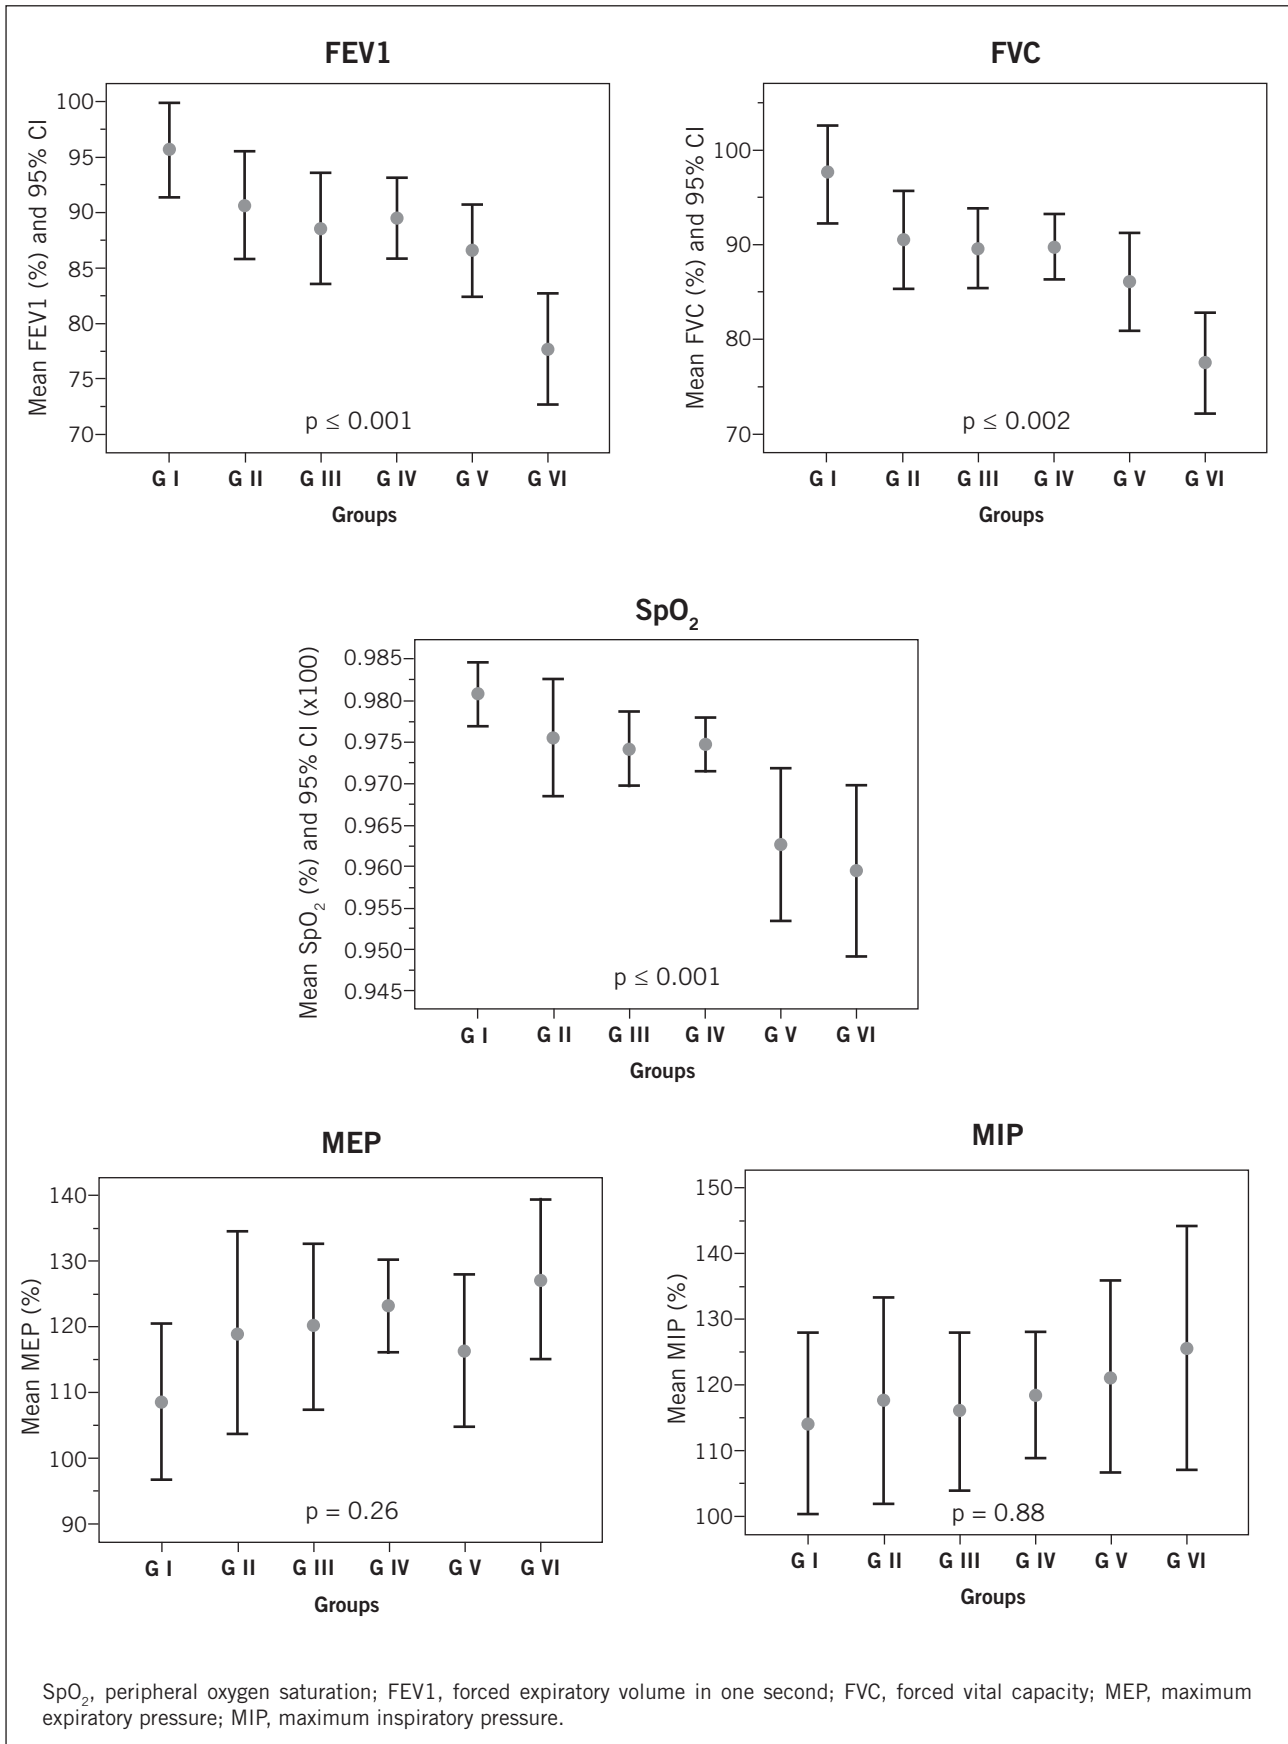 FEV1
Mean FEV1 (%) and 95% CI
100
95
90
85
80
75
70
p ≤ 0.001
G I G II G III G IV G V G VI
Groups
FVC
Mean FVC (%) and 95% CI
100
90
80
70
p ≤ 0.002
G I G II G III G IV G V G VI
Groups
SpO₂
Mean SpO₂ (%) and 95% CI (x100)
0.985
0.980
0.975
0.970
0.965
0.960
0.955
0.950
0.945
p ≤ 0.001
G I G II G III G IV G V G VI
Groups
MEP
Mean MEP (%)
140
130
120
110
100
90
p = 0.26
G I G II G III G IV G V G VI
Groups
MIP
Mean MIP (%)
150
140
130
120
110
100
p = 0.88
G I G II G III G IV G V G VI
Groups
SpO₂, peripheral oxygen saturation; FEV1, forced expiratory volume in one second; FVC, forced vital capacity; MEP, maximum
expiratory pressure; MIP, maximum inspiratory pressure.